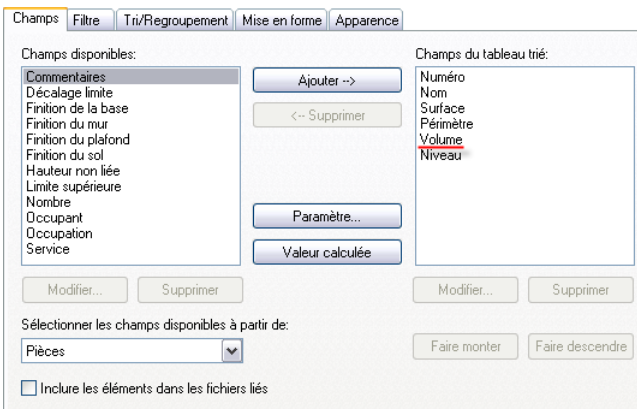 Champs Filtre Tri/Regroupement Mise en forme Apparence
Champs disponibles:
Commentaires
Décalage limite
Finition de la base
Finition du mur
Finition du plafond
Finition du sol
Hauteur non liée
Limite supérieure
Nombre
Occupant
Occupation
Service
Ajouter -->
<-- Supprimer
Paramètre...
Valeur calculée
Champs du tableau trié:
Numéro
Nom
Surface
Périmètre
Volume
Niveau
Modifier... Supprimer
Modifier... Supprimer
Sélectionner les champs disponibles à partir de:
Pièces
Faire monter Faire descendre
Inclure les éléments dans les fichiers liés